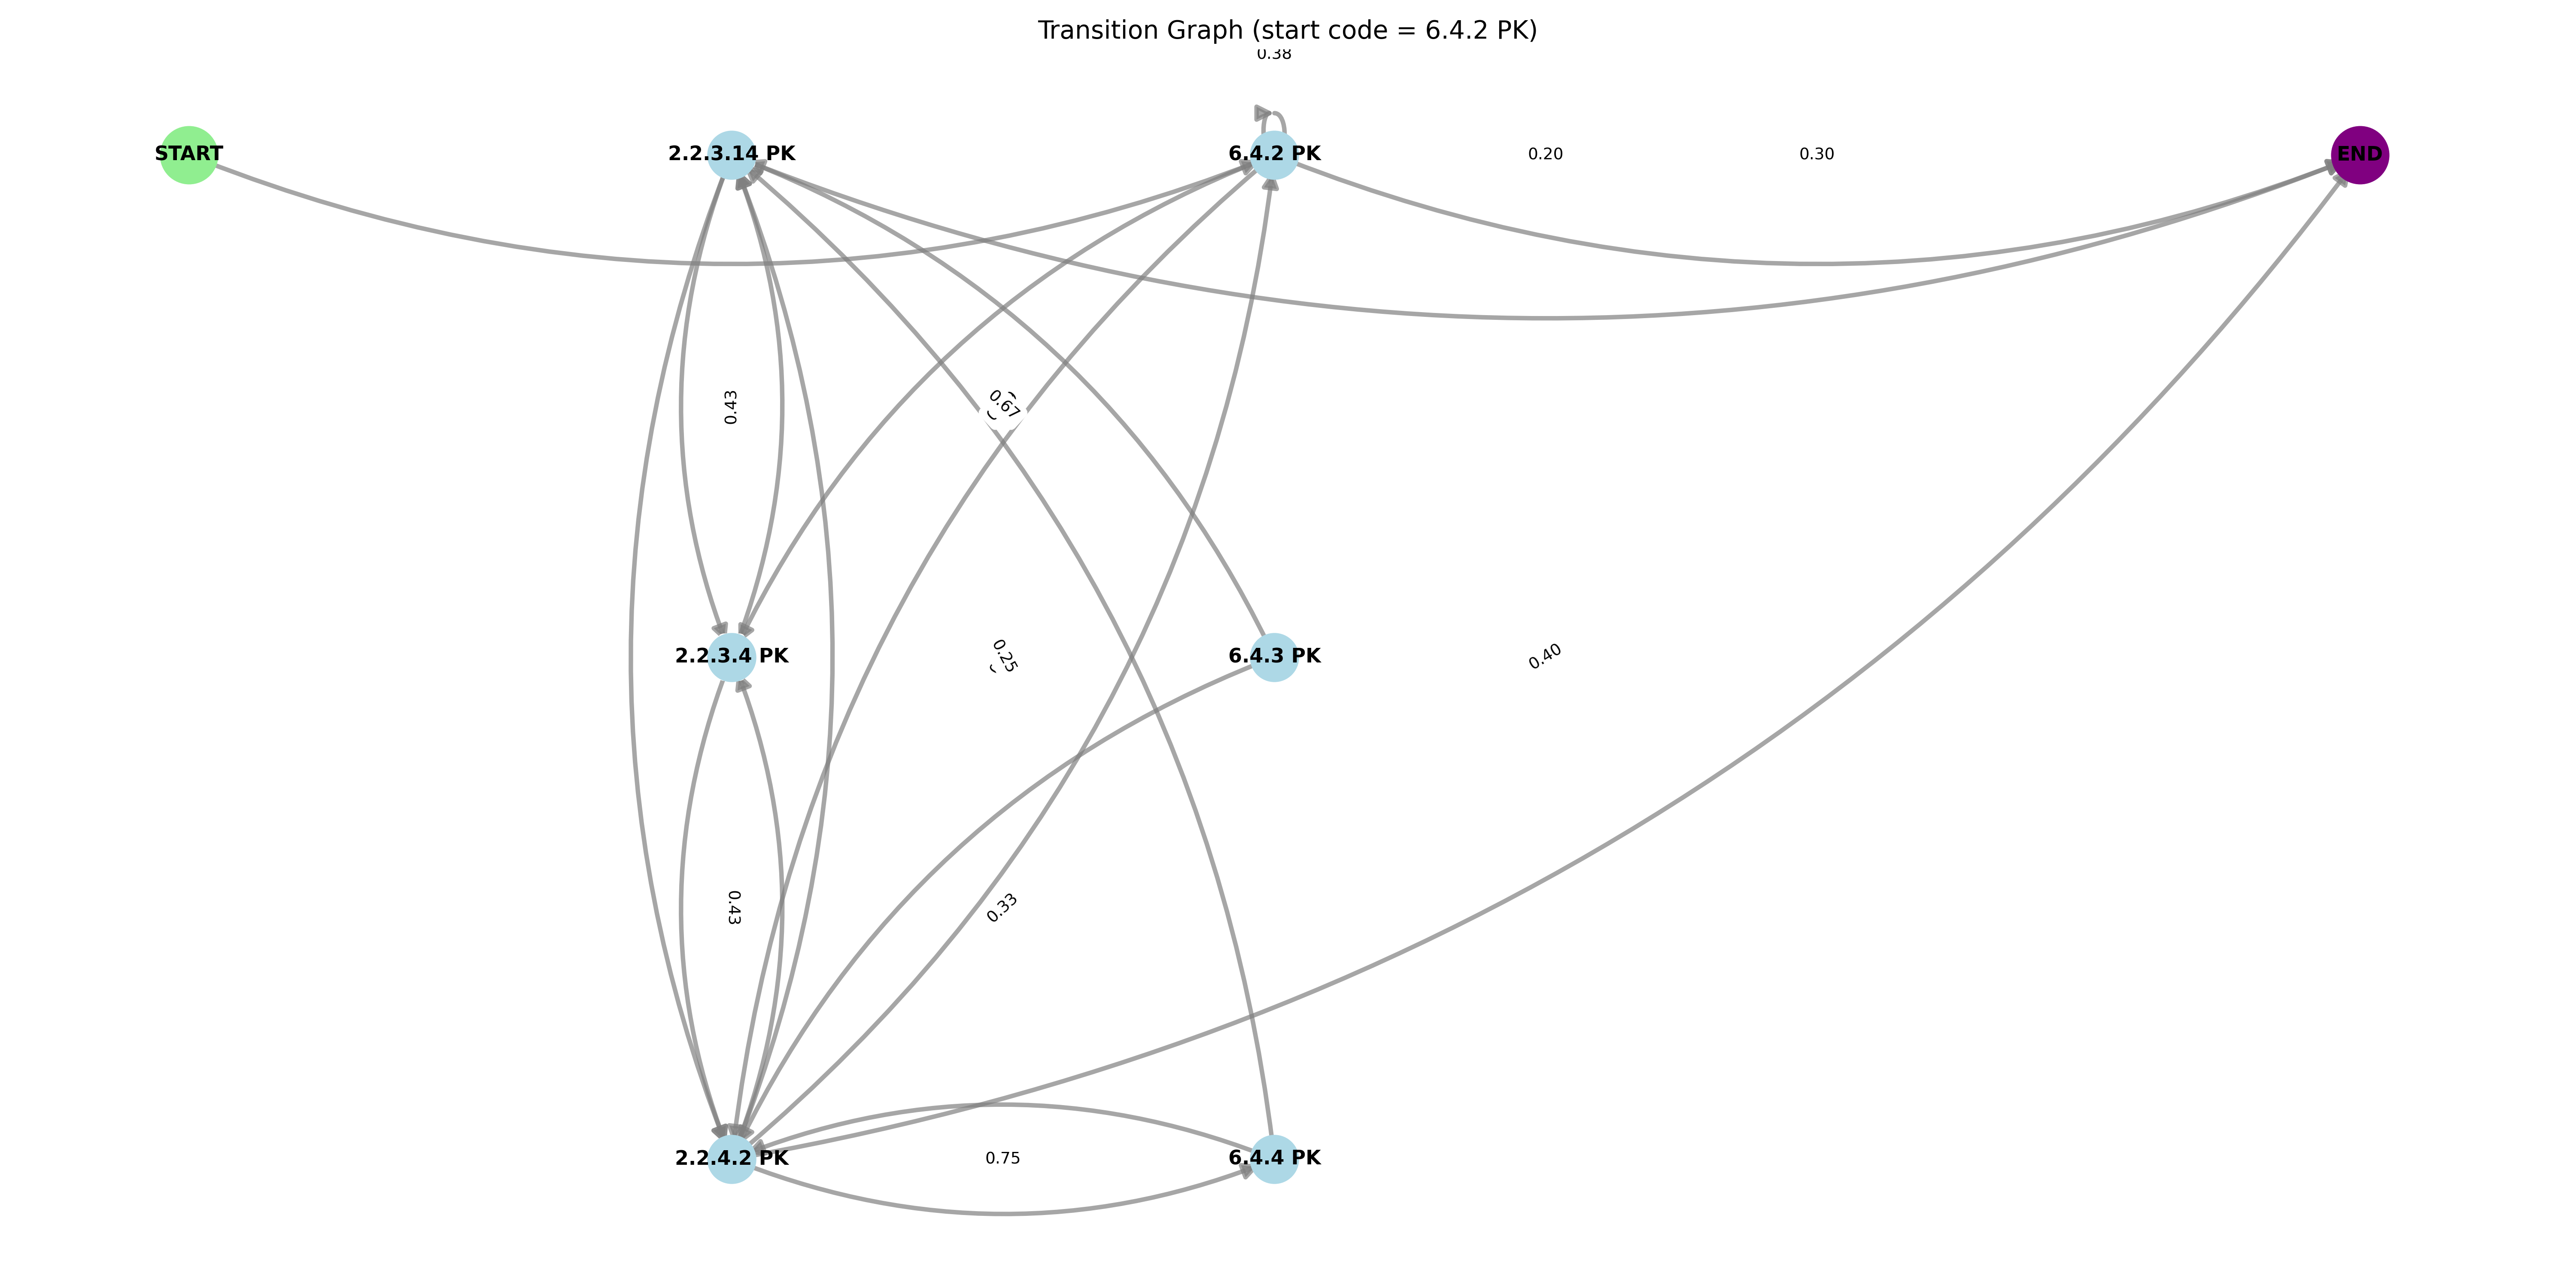 Transition Graph (start code = 6.4.2 PK)
0.38
START
2.2.3.14 PK
6.4.2 PK
0.20
0.30
END
0.43
0.67
2.2.3.4 PK
0.25
6.4.3 PK
0.40
0.43
0.33
2.2.4.2 PK
0.75
6.4.4 PK